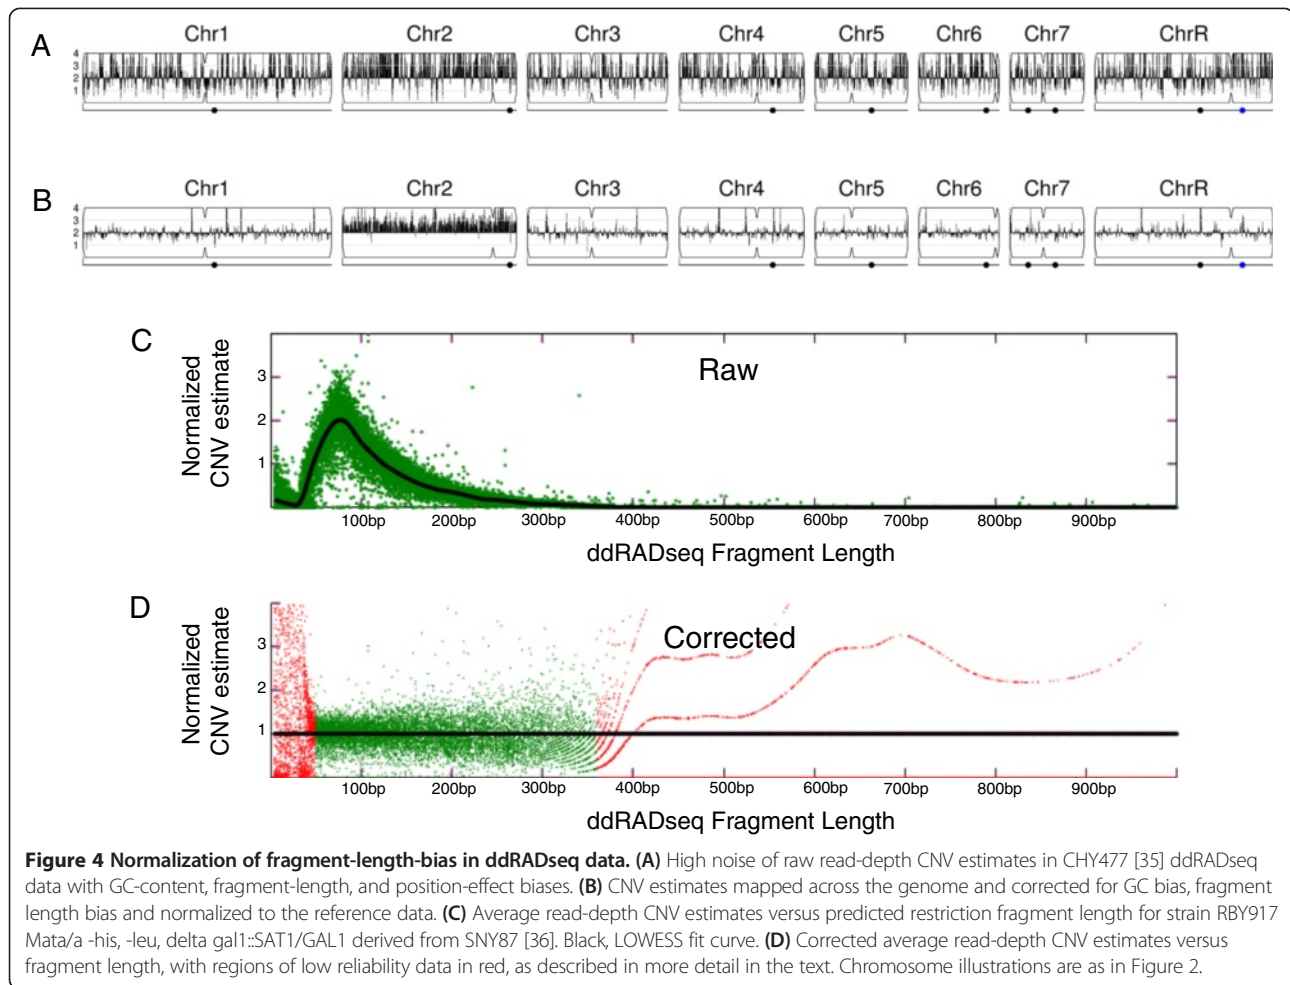 A
Chr1 Chr2 Chr3 Chr4 Chr5 Chr6 Chr7 ChrR
4
3
2
1
B
Chr1 Chr2 Chr3 Chr4 Chr5 Chr6 Chr7 ChrR
4
3
2
1
C
Normalized
CNV estimate
Raw
3
2
1
100bp 200bp 300bp 400bp 500bp 600bp 700bp 800bp 900bp
ddRADseq Fragment Length
D
Normalized
CNV estimate
Corrected
3
2
1
100bp 200bp 300bp 400bp 500bp 600bp 700bp 800bp 900bp
ddRADseq Fragment Length
Figure 4 Normalization of fragment-length-bias in ddRADseq data. (A) High noise of raw read-depth CNV estimates in CHY477 [35] ddRADseq
data with GC-content, fragment-length, and position-effect biases. (B) CNV estimates mapped across the genome and corrected for GC bias, fragment
length bias and normalized to the reference data. (C) Average read-depth CNV estimates versus predicted restriction fragment length for strain RBY917
Mata/a -his, -leu, delta gal1::SAT1/GAL1 derived from SNY87 [36]. Black, LOWESS fit curve. (D) Corrected average read-depth CNV estimates versus
fragment length, with regions of low reliability data in red, as described in more detail in the text. Chromosome illustrations are as in Figure 2.